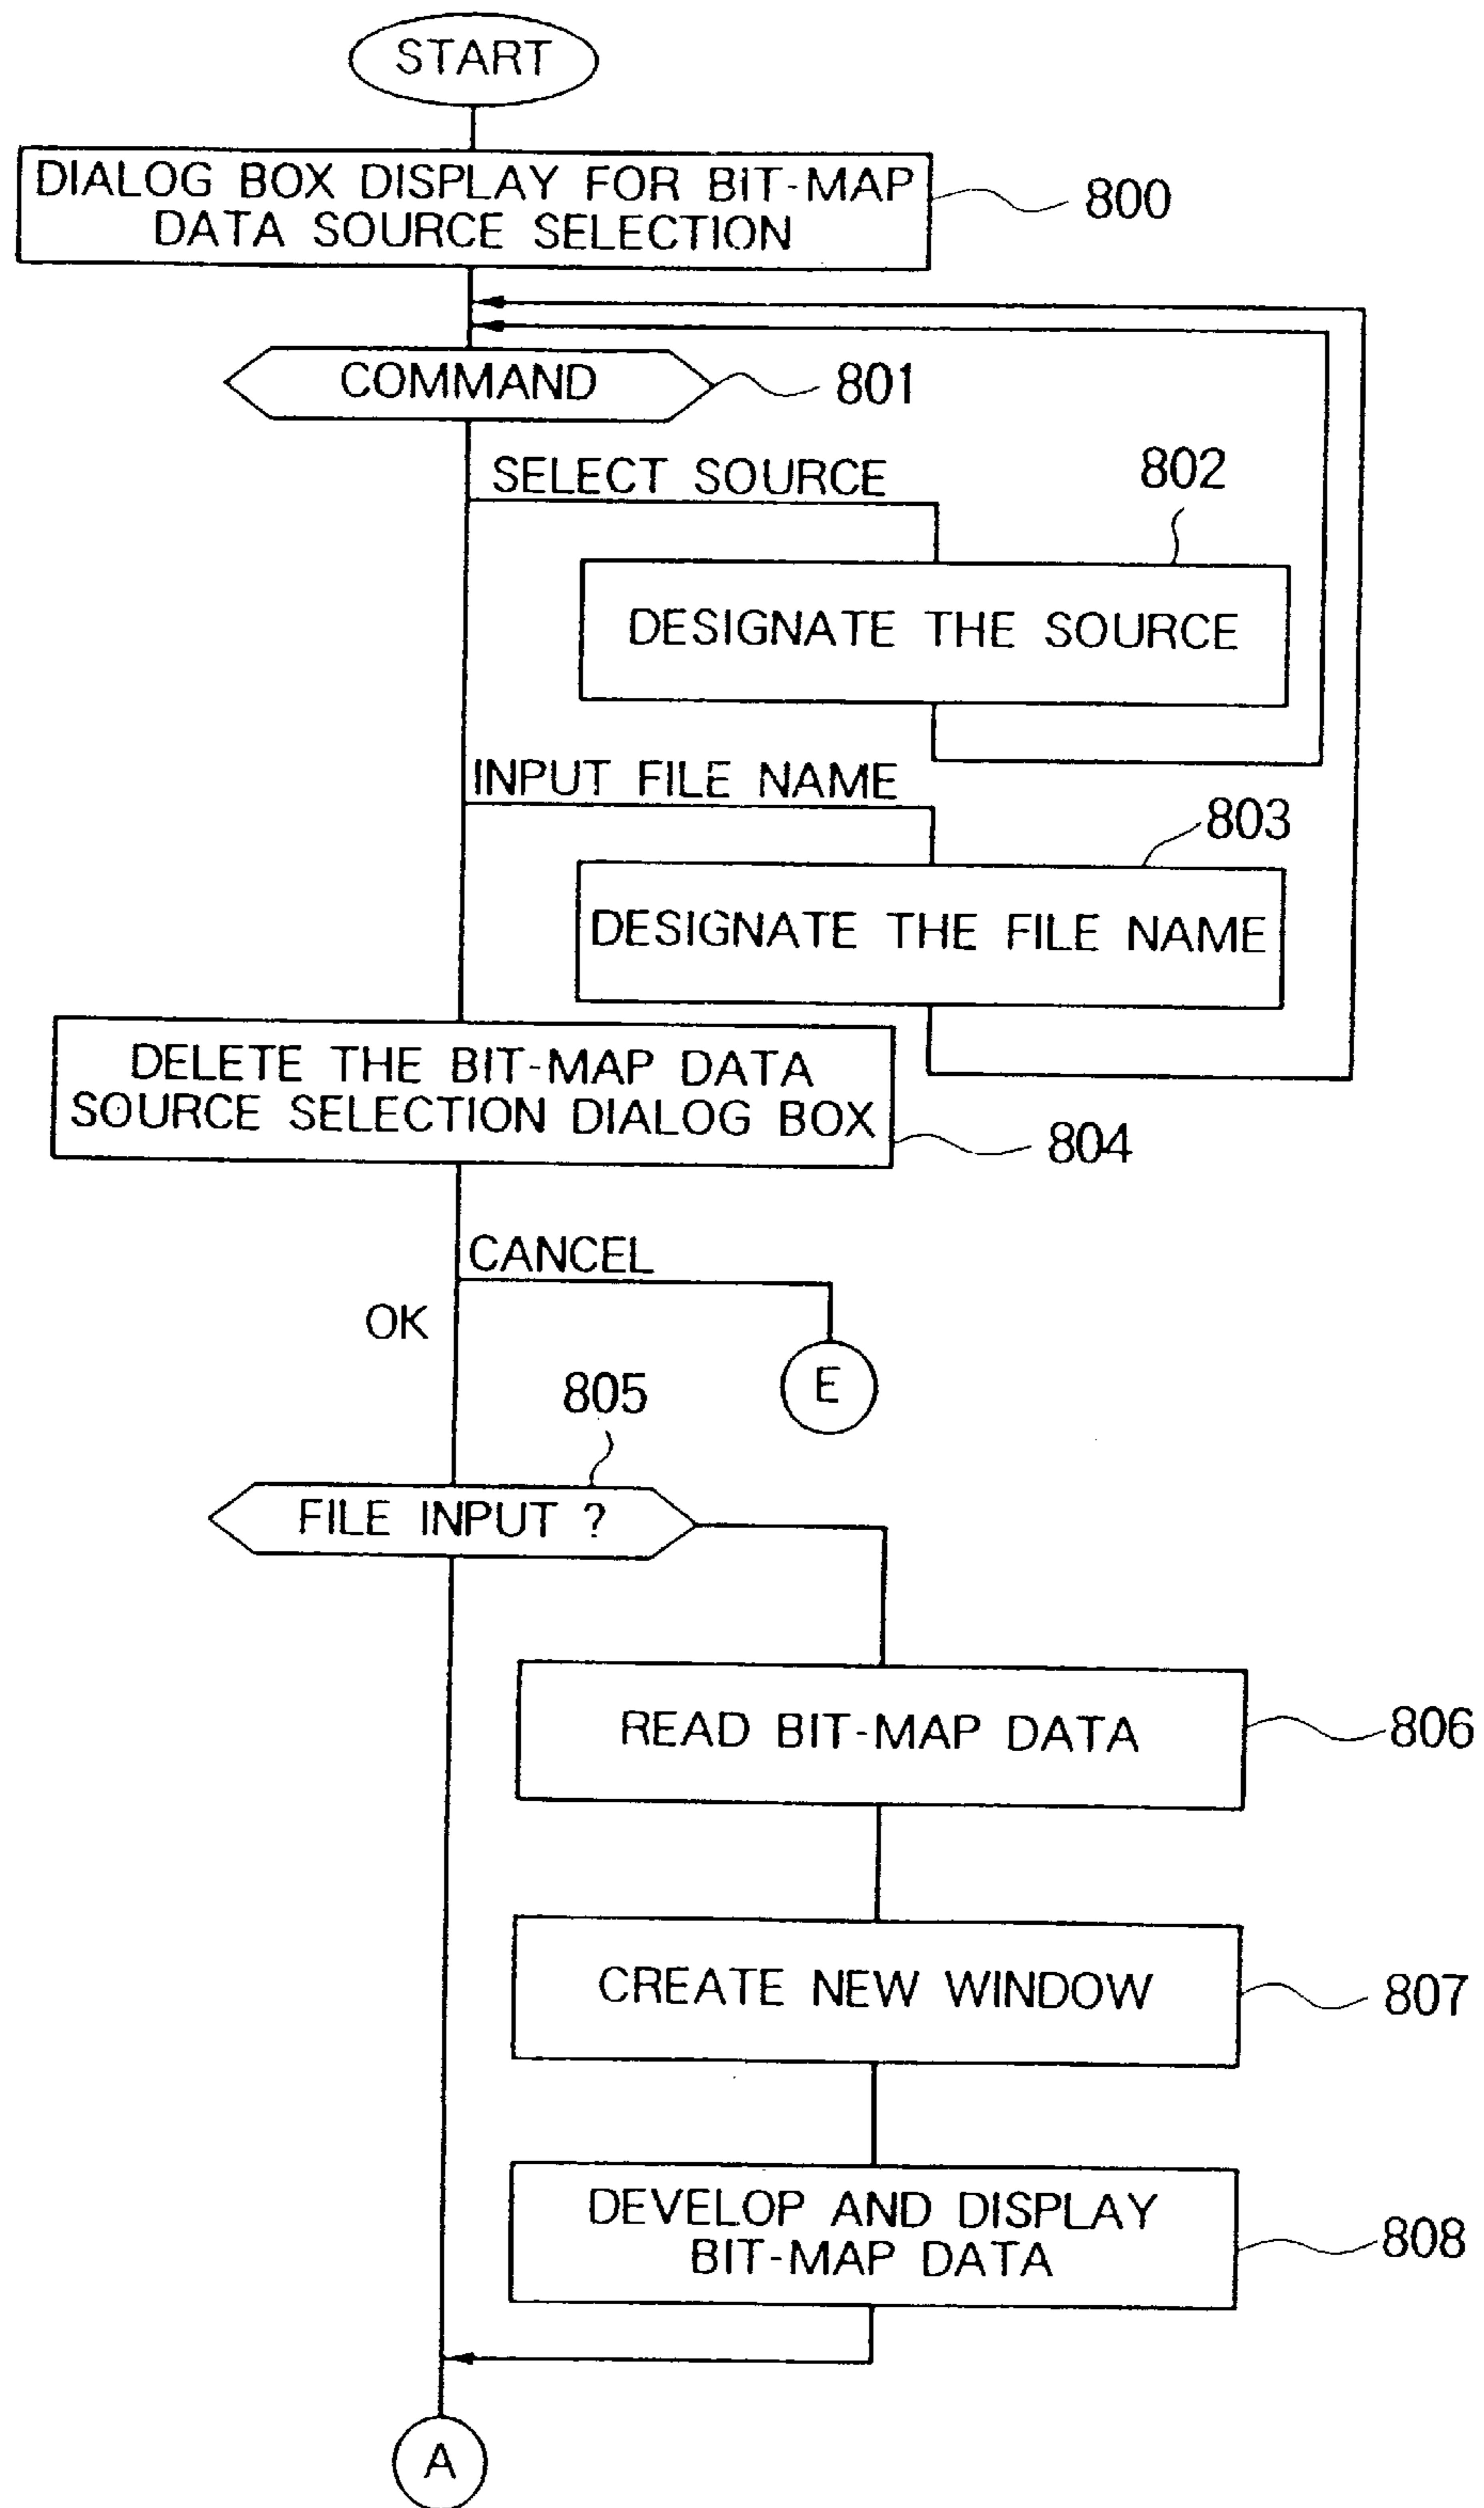 START
DIALOG BOX DISPLAY FOR BIT-MAP
DATA SOURCE SELECTION
800
COMMAND
801
SELECT SOURCE
802
DESIGNATE THE SOURCE
INPUT FILE NAME
803
DESIGNATE THE FILE NAME
DELETE THE BIT-MAP DATA
SOURCE SELECTION DIALOG BOX
804
CANCEL
OK
E
805
FILE INPUT ?
READ BIT-MAP DATA
806
CREATE NEW WINDOW
807
DEVELOP AND DISPLAY
BIT-MAP DATA
808
A